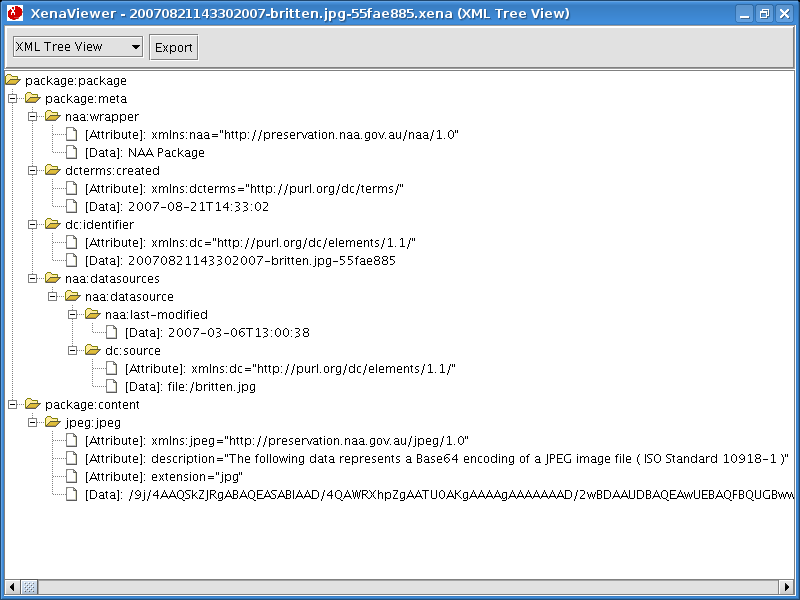 XenaViewer - 20070821143302007-britten.jpg-55fae885.xena (XML Tree View)
XML Tree View Export
package:package
package:meta
naa:wrapper
[Attribute]: xmlns:naa="http://preservation.naa.gov.au/naa/1.0"
[Data]: NAA Package
dcterms:created
[Attribute]: xmlns:dcterms="http://purl.org/dc/terms/"
[Data]: 2007-08-21T14:33:02
dc:identifier
[Attribute]: xmlns:dc="http://purl.org/dc/elements/1.1/"
[Data]: 20070821143302007-britten.jpg-55fae885
naa:datasources
naa:datasource
naa:last-modified
[Data]: 2007-03-06T13:00:38
dc:source
[Attribute]: xmlns:dc="http://purl.org/dc/elements/1.1/"
[Data]: file:/britten.jpg
package:content
jpeg:jpeg
[Attribute]: xmlns:jpeg="http://preservation.naa.gov.au/jpeg/1.0"
[Attribute]: description="The following data represents a Base64 encoding of a JPEG image file ( ISO Standard 10918-1 )"
[Attribute]: extension="jpg"
[Data]: /9j/4AAQSkZJRgABAQEASABIAAD/4QAWRXhpZgAATU0AKgAAAAgAAAAAAAD/2wBDAAUDBAQEAwUEBAQFBQUGBww